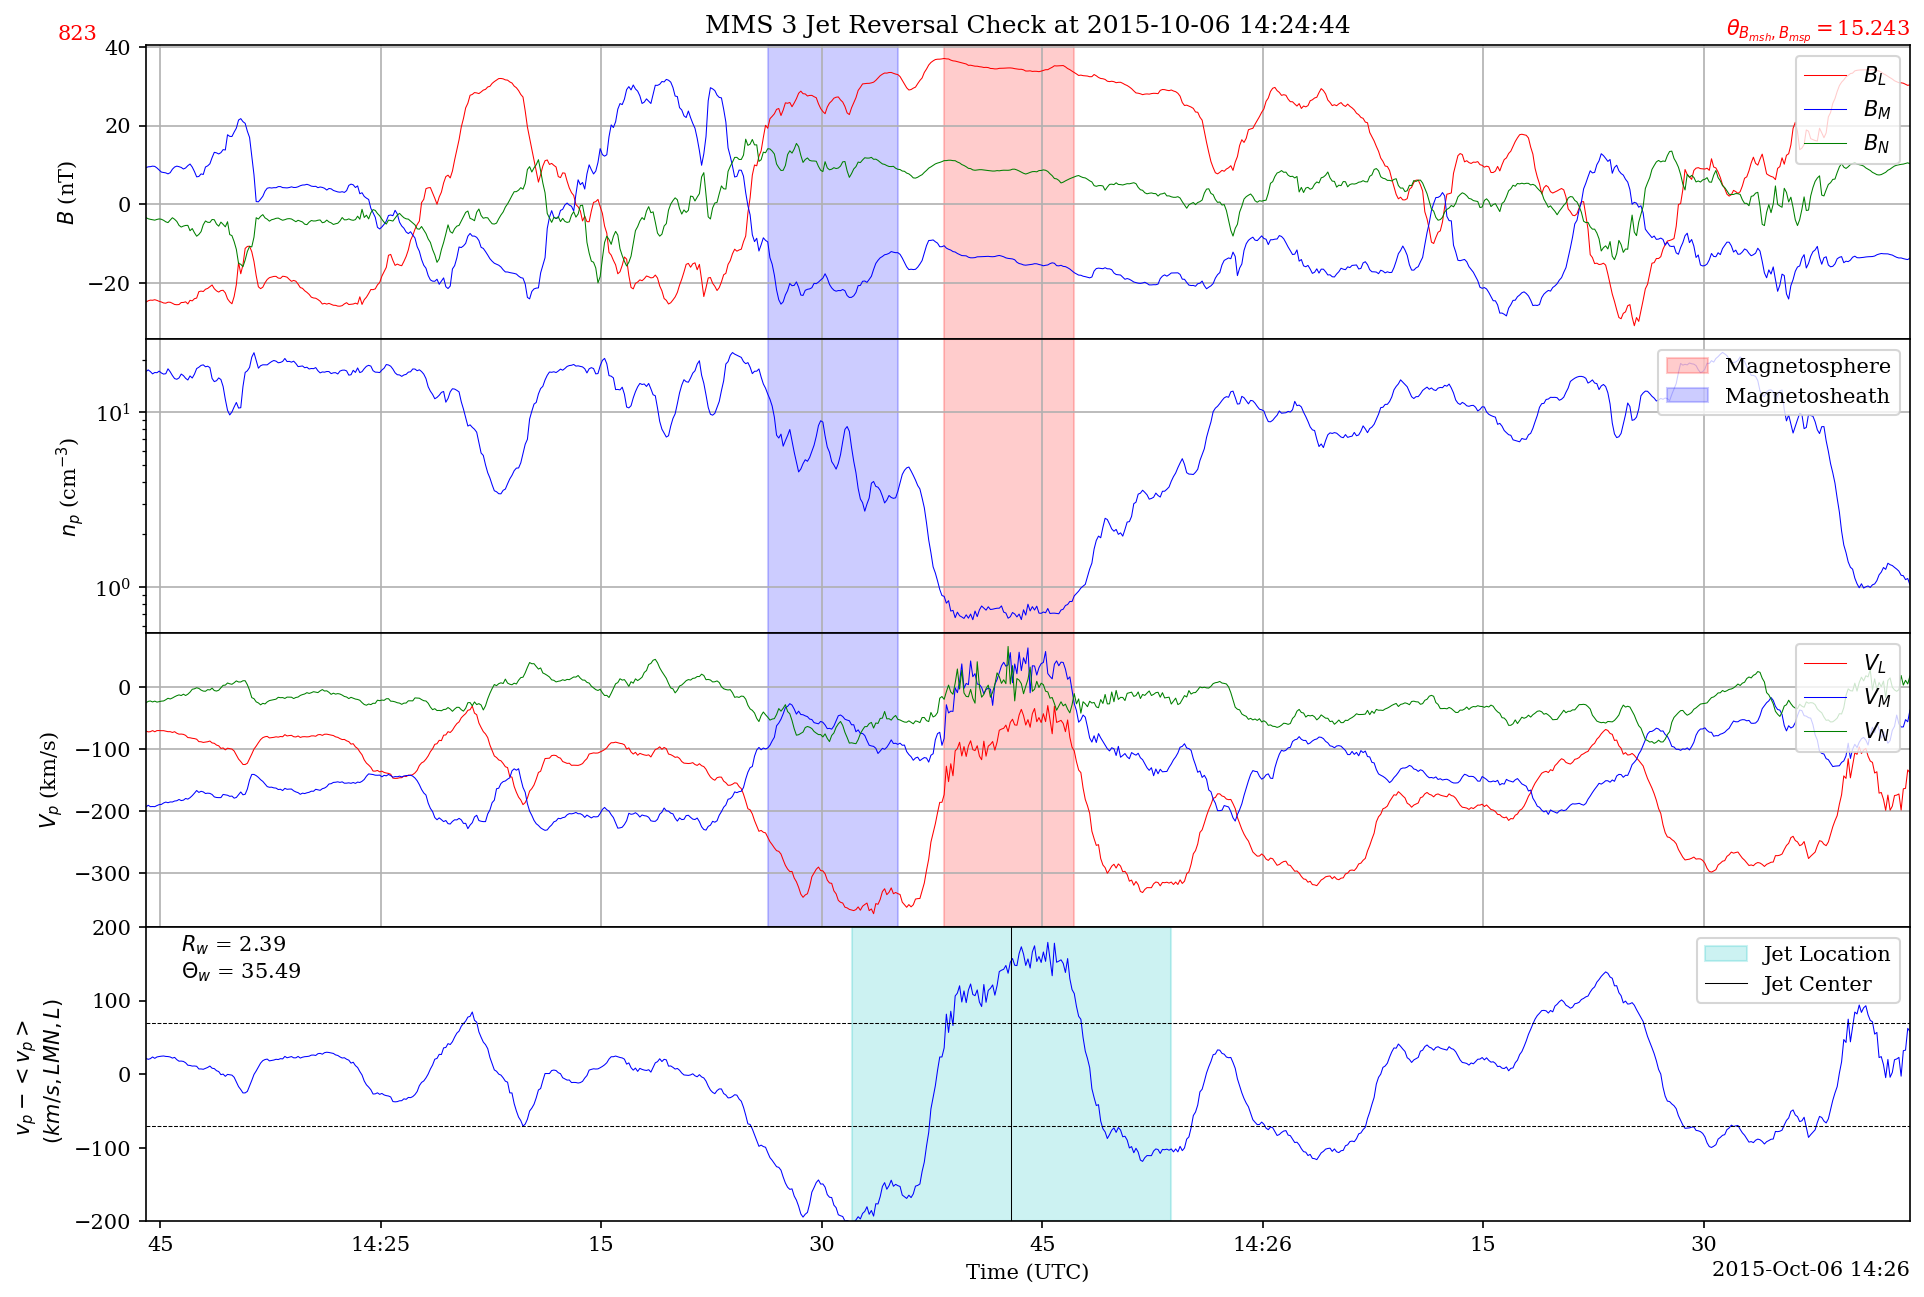 MMS 3 Jet Reversal Check at 2015-10-06 14:24:44
823
θ_{B_{msh}, B_{msp}} = 15.243
40
20
0
−20
B (nT)
B_L
B_M
B_N
10^1
10^0
n_p (cm^{−3})
Magnetosphere
Magnetosheath
0
−100
−200
−300
V_p (km/s)
V_L
V_M
V_N
200
100
0
−100
−200
v_p − <v_p>
(km/s, LMN, L)
R_w = 2.39
Θ_w = 35.49
Jet Location
Jet Center
45
14:25
15
30
45
14:26
15
30
Time (UTC)
2015-Oct-06 14:26